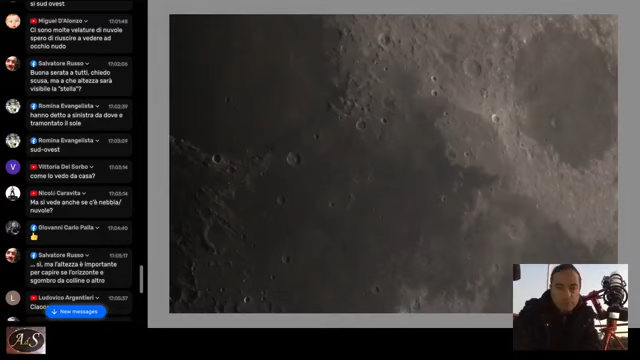 si sud ovest
Miguel D'Alonzo 17:01:49
Ci sono molte velature di nuvole
spero di riuscire a vedere ad
occhio nudo
Salvatore Russo 17:02:06
Buona serata a tutti, chiedo
scusa, ma a che altezza sarà
visibile la "stella"?
Romina Evangelista 17:02:59
hanno detto a sinistra da dove e
tramontato il sole
Romina Evangelista 17:03:09
sud-ovest
V Vittoria Del Sorbo 17:03:14
come lo vedo da casa?
Nicolò Caravita 17:03:14
Ma si vede anche se c'è nebbia/
nuvole?
Giovanni Carlo Palla 17:04:40
Salvatore Russo 17:05:17
... sì, ma l'altezza è importante
per capire se l'orizzonte è
sgombro da colline o altro
L Ludovico Argentieri 17:05:37
New messages